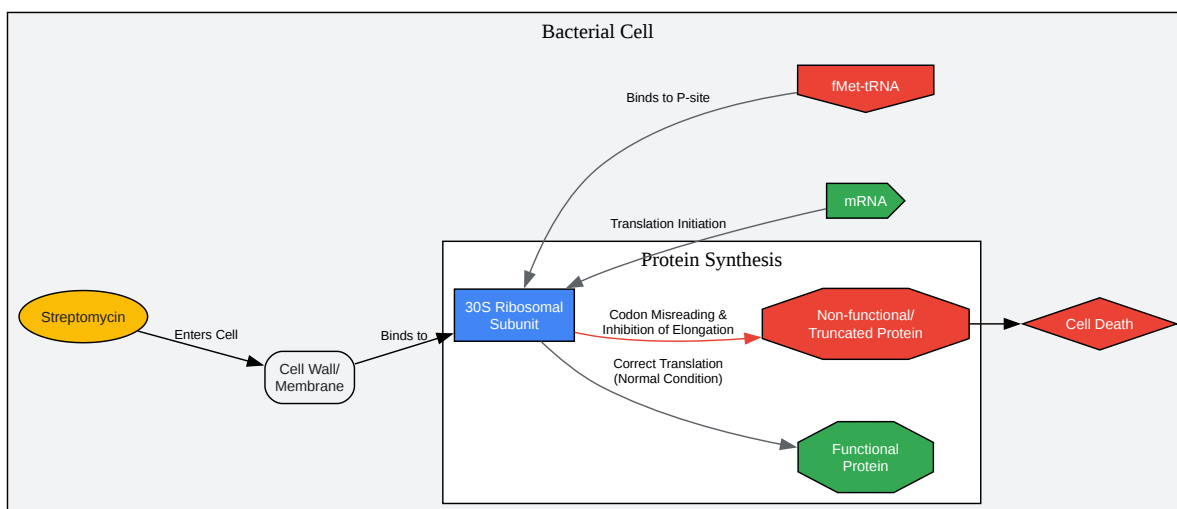 Bacterial Cell
fMet-tRNA
Binds to P-site
mRNA
Translation Initiation
Protein Synthesis
Streptomycin
Enters Cell
Cell Wall/
Membrane
Binds to
30S Ribosomal
Subunit
Codon Misreading &
Inhibition of Elongation
Non-functional/
Truncated Protein
Cell Death
Correct Translation
(Normal Condition)
Functional
Protein